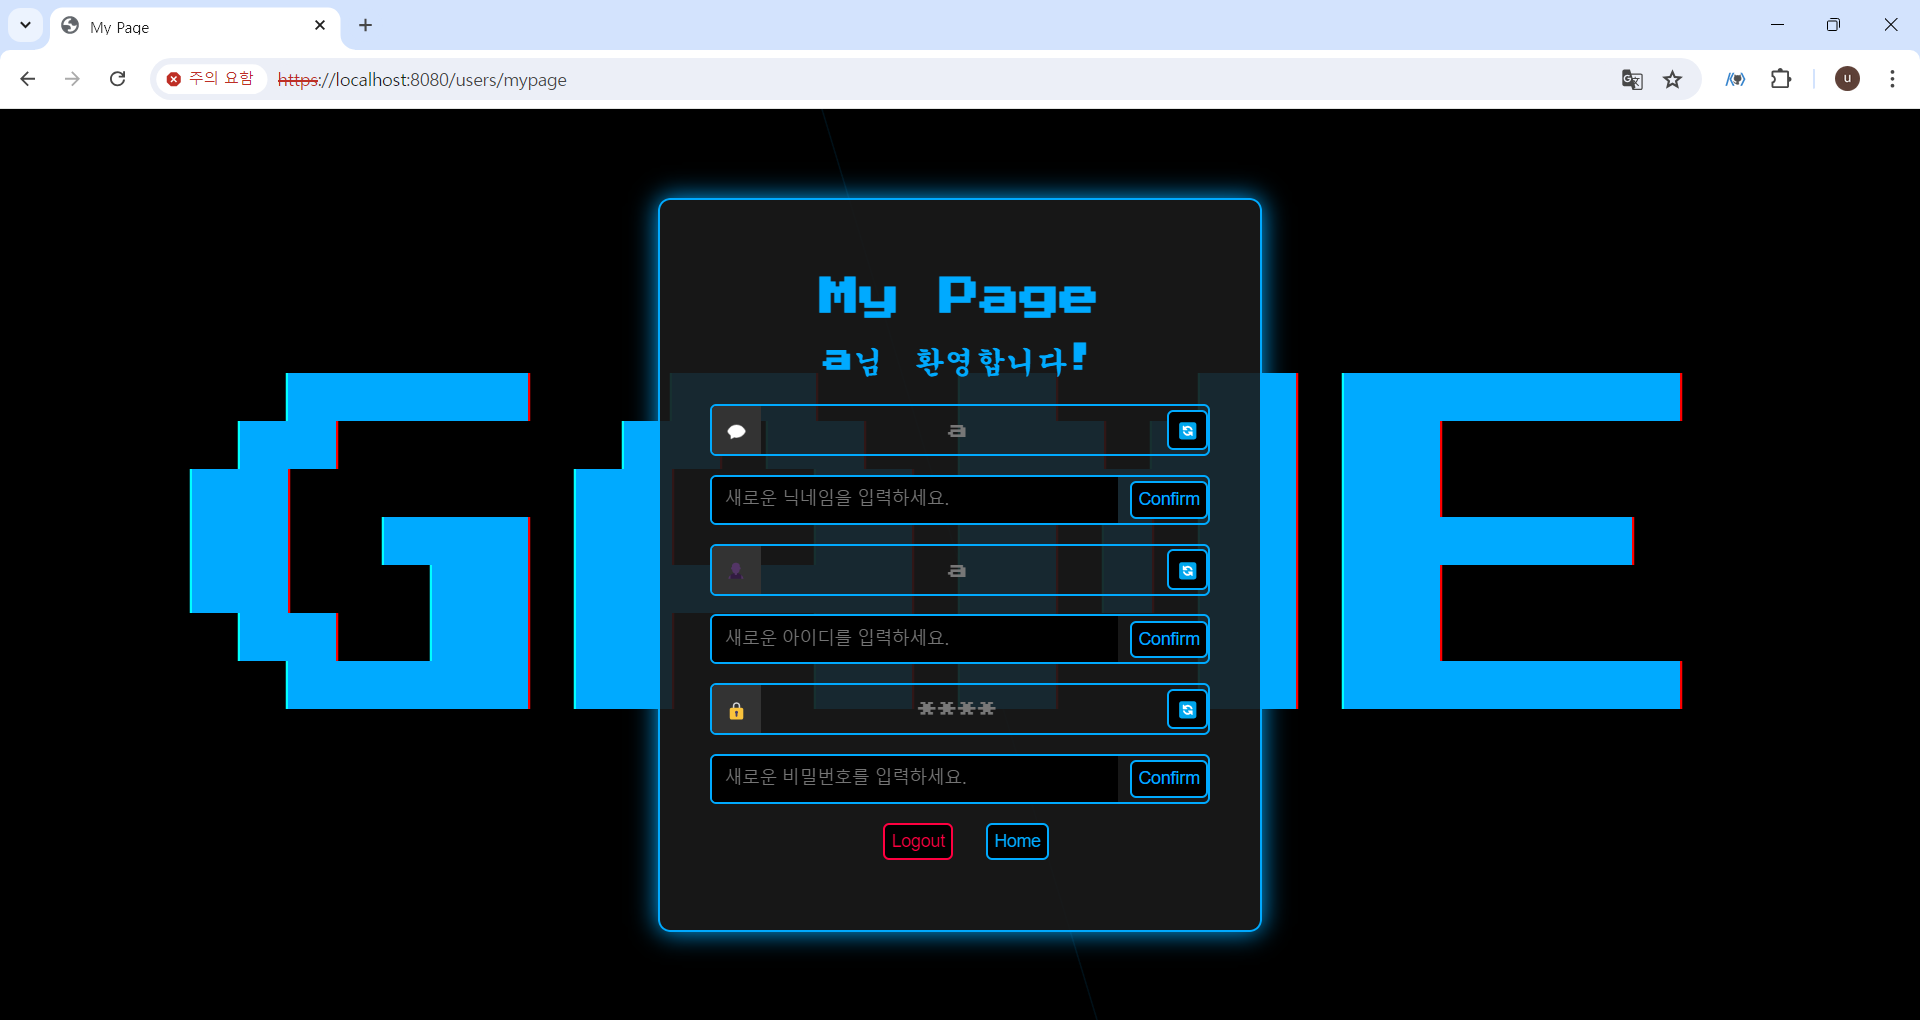 My Page
주의 요함
https://localhost:8080/users/mypage
u
GAME
My Page
a님 환영합니다!
a
새로운 닉네임을 입력하세요.
Confirm
a
새로운 아이디를 입력하세요.
Confirm
****
새로운 비밀번호를 입력하세요.
Confirm
Logout
Home